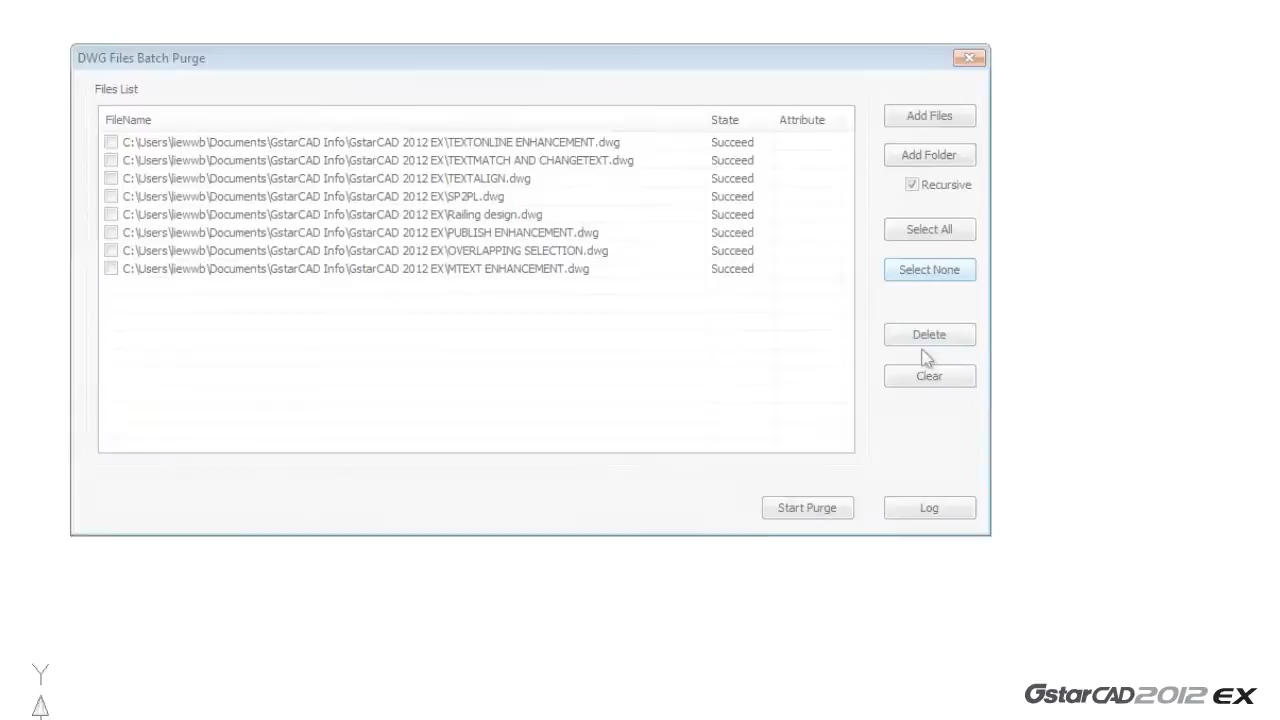 DWG Files Batch Purge
Files List
FileName State Attribute
C:\Users\liewwb\Documents\GstarCAD Info\GstarCAD 2012 EX\TEXTONLINE ENHANCEMENT.dwg Succeed
C:\Users\liewwb\Documents\GstarCAD Info\GstarCAD 2012 EX\TEXTMATCH AND CHANGETEXT.dwg Succeed
C:\Users\liewwb\Documents\GstarCAD Info\GstarCAD 2012 EX\TEXTALIGN.dwg Succeed
C:\Users\liewwb\Documents\GstarCAD Info\GstarCAD 2012 EX\SP2PL.dwg Succeed
C:\Users\liewwb\Documents\GstarCAD Info\GstarCAD 2012 EX\Railing design.dwg Succeed
C:\Users\liewwb\Documents\GstarCAD Info\GstarCAD 2012 EX\PUBLISH ENHANCEMENT.dwg Succeed
C:\Users\liewwb\Documents\GstarCAD Info\GstarCAD 2012 EX\OVERLAPPING SELECTION.dwg Succeed
C:\Users\liewwb\Documents\GstarCAD Info\GstarCAD 2012 EX\MTEXT ENHANCEMENT.dwg Succeed
Add Files
Add Folder
Recursive
Select All
Select None
Delete
Clear
Start Purge
Log
Y
GstarCAD2012 EX